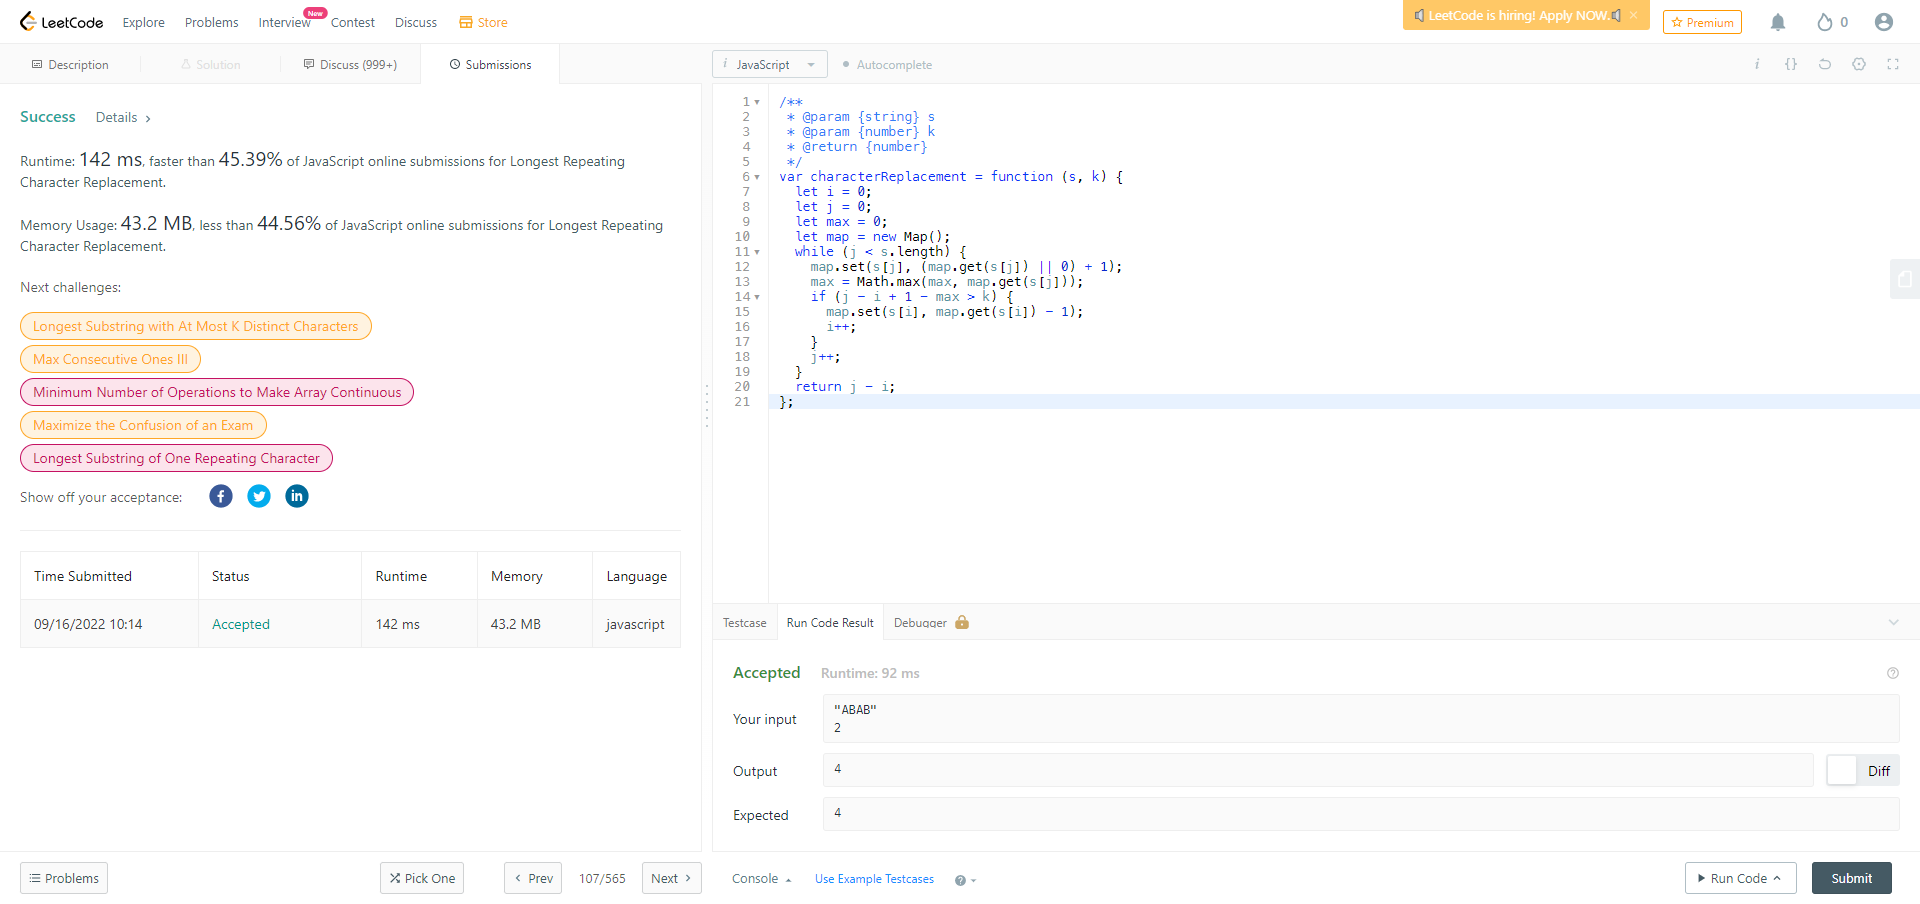 LeetCode Explore Problems Interview New Contest Discuss Store LeetCode is hiring! Apply NOW. × Premium 0
Description Solution Discuss (999+) Submissions
i JavaScript Autocomplete i {}
Success Details >
Runtime: 142 ms, faster than 45.39% of JavaScript online submissions for Longest Repeating
Character Replacement.
Memory Usage: 43.2 MB, less than 44.56% of JavaScript online submissions for Longest Repeating
Character Replacement.
Next challenges:
Longest Substring with At Most K Distinct Characters
Max Consecutive Ones III
Minimum Number of Operations to Make Array Continuous
Maximize the Confusion of an Exam
Longest Substring of One Repeating Character
Show off your acceptance: f in
Time Submitted Status Runtime Memory Language
09/16/2022 10:14 Accepted 142 ms 43.2 MB javascript
1 /**
2 * @param {string} s
3 * @param {number} k
4 * @return {number}
5 */
6 var characterReplacement = function (s, k) {
7 let i = 0;
8 let j = 0;
9 let max = 0;
10 let map = new Map();
11 while (j < s.length) {
12 map.set(s[j], (map.get(s[j]) || 0) + 1);
13 max = Math.max(max, map.get(s[j]));
14 if (j - i + 1 - max > k) {
15 map.set(s[i], map.get(s[i]) - 1);
16 i++;
17 }
18 j++;
19 }
20 return j - i;
21 };
Testcase Run Code Result Debugger
Accepted Runtime: 92 ms ?
Your input
"ABAB"
2
Output 4 Diff
Expected 4
Problems Pick One < Prev 107/565 Next > Console Use Example Testcases ? Run Code Submit